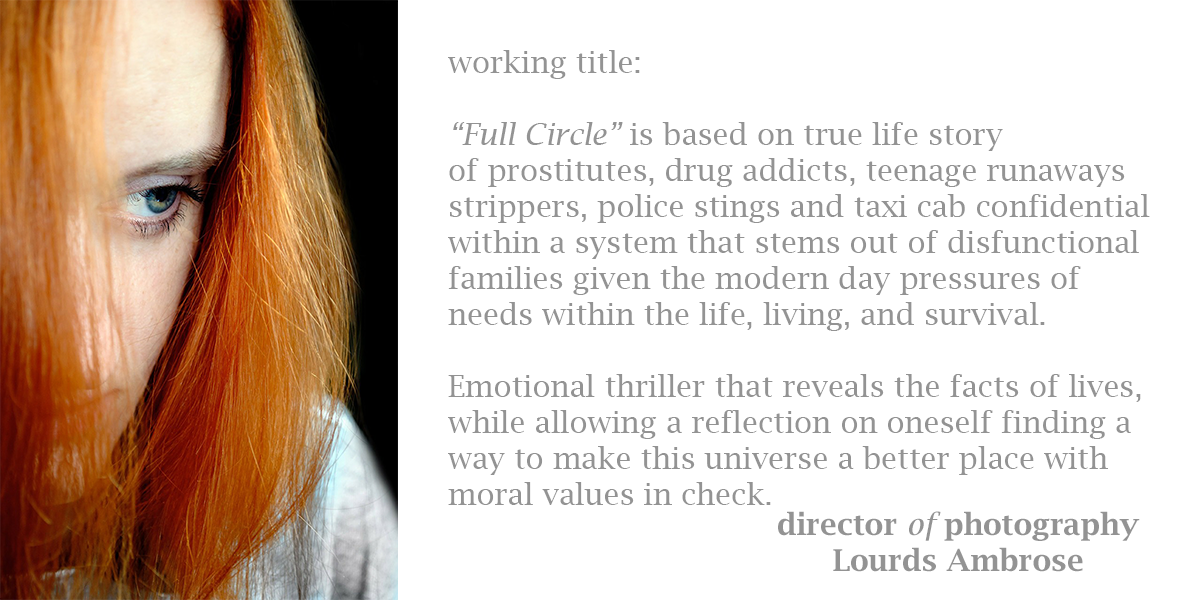 working title:
“Full Circle” is based on true life story
of prostitutes, drug addicts, teenage runaways
strippers, police stings and taxi cab confidential
within a system that stems out of disfunctional
families given the modern day pressures of
needs within the life, living, and survival.
Emotional thriller that reveals the facts of lives,
while allowing a reflection on oneself finding a
way to make this universe a better place with
moral values in check.
director of photography
Lourds Ambrose